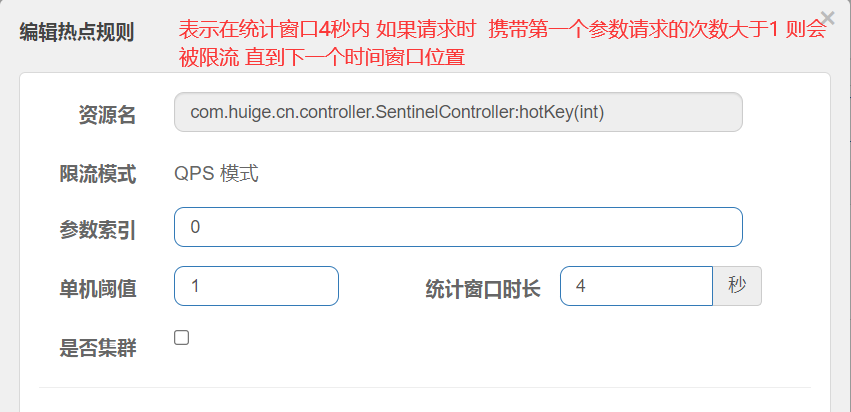 编辑热点规则
表示在统计窗口4秒内 如果请求时 携带第一个参数请求的次数大于1 则会
被限流 直到下一个时间窗口位置
×
资源名 com.huige.cn.controller.SentinelController:hotKey(int)
限流模式 QPS 模式
参数索引 0
单机阈值 1 统计窗口时长 4 秒
是否集群